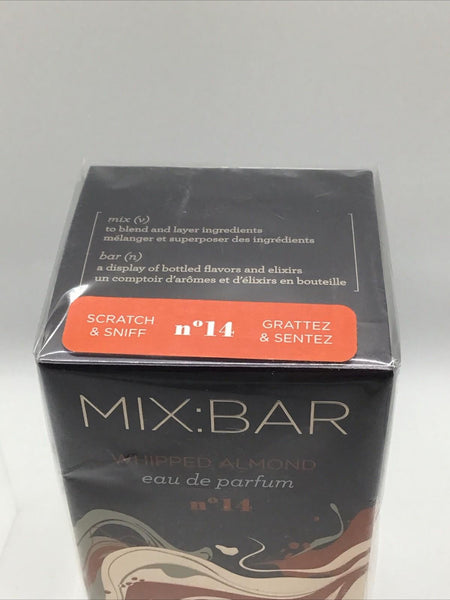 mix (v)
to blend and layer ingredients
mélanger et superposer des ingrédients
bar (n)
a display of bottled flavors and elixirs
un comptoir d'arômes et d'élixirs en bouteille
SCRATCH & SNIFF
nº14
GRATTEZ & SENTEZ
MIX:BAR
WHIPPED ALMOND
eau de parfum
nº14